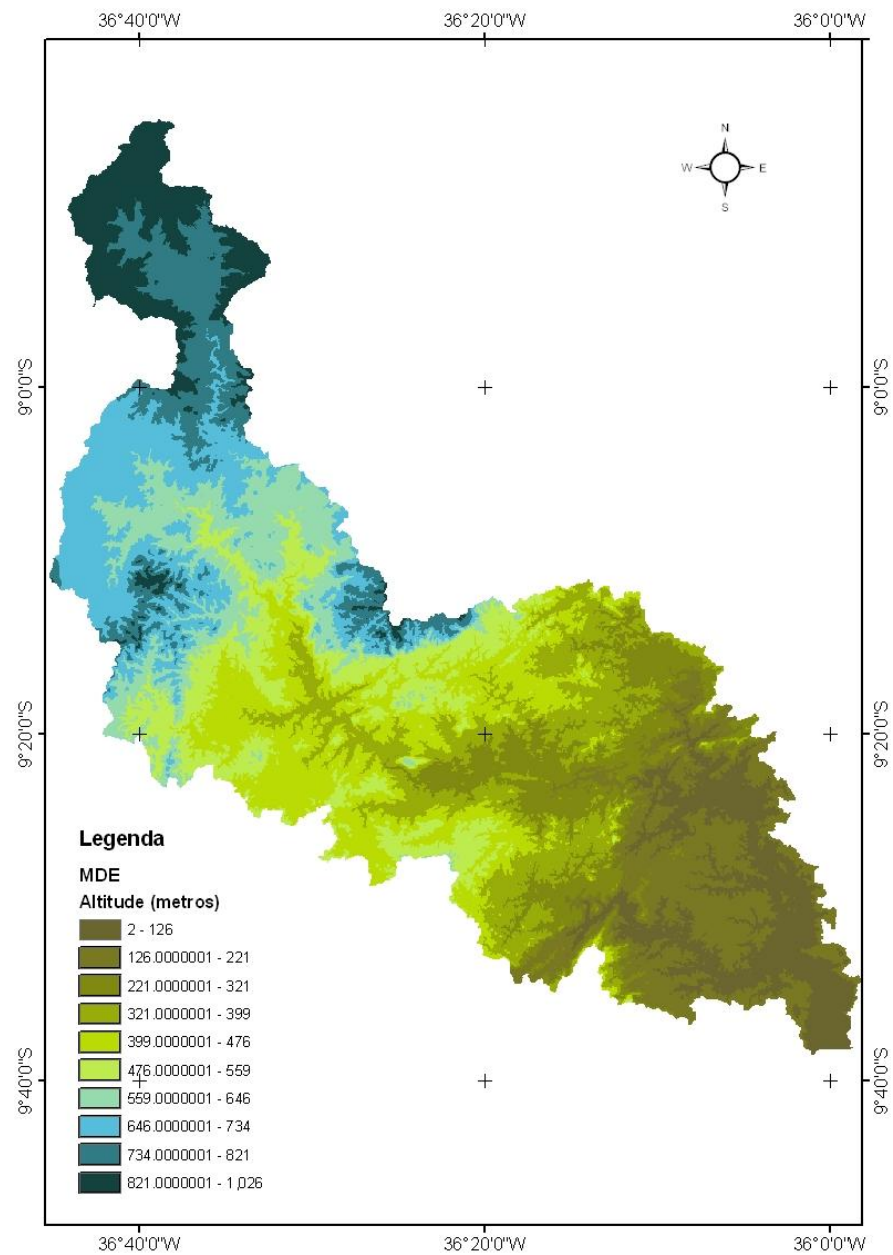 36°40'0"W 36°20'0"W 36°0'0"W
N
W E
S
9°0'0"S 9°0'0"S
9°20'0"S 9°20'0"S
Legenda
MDE
Altitude (metros)
2 - 126
126.0000001 - 221
221.0000001 - 321
321.0000001 - 399
399.0000001 - 476
476.0000001 - 559
559.0000001 - 646
646.0000001 - 734
734.0000001 - 821
821.0000001 - 1,026
9°40'0"S 9°40'0"S
36°40'0"W 36°20'0"W 36°0'0"W